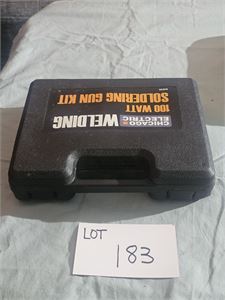 CHICAGO
ELECTRIC
WELDING
100 WATT
SOLDERING GUN KIT
LOT
183